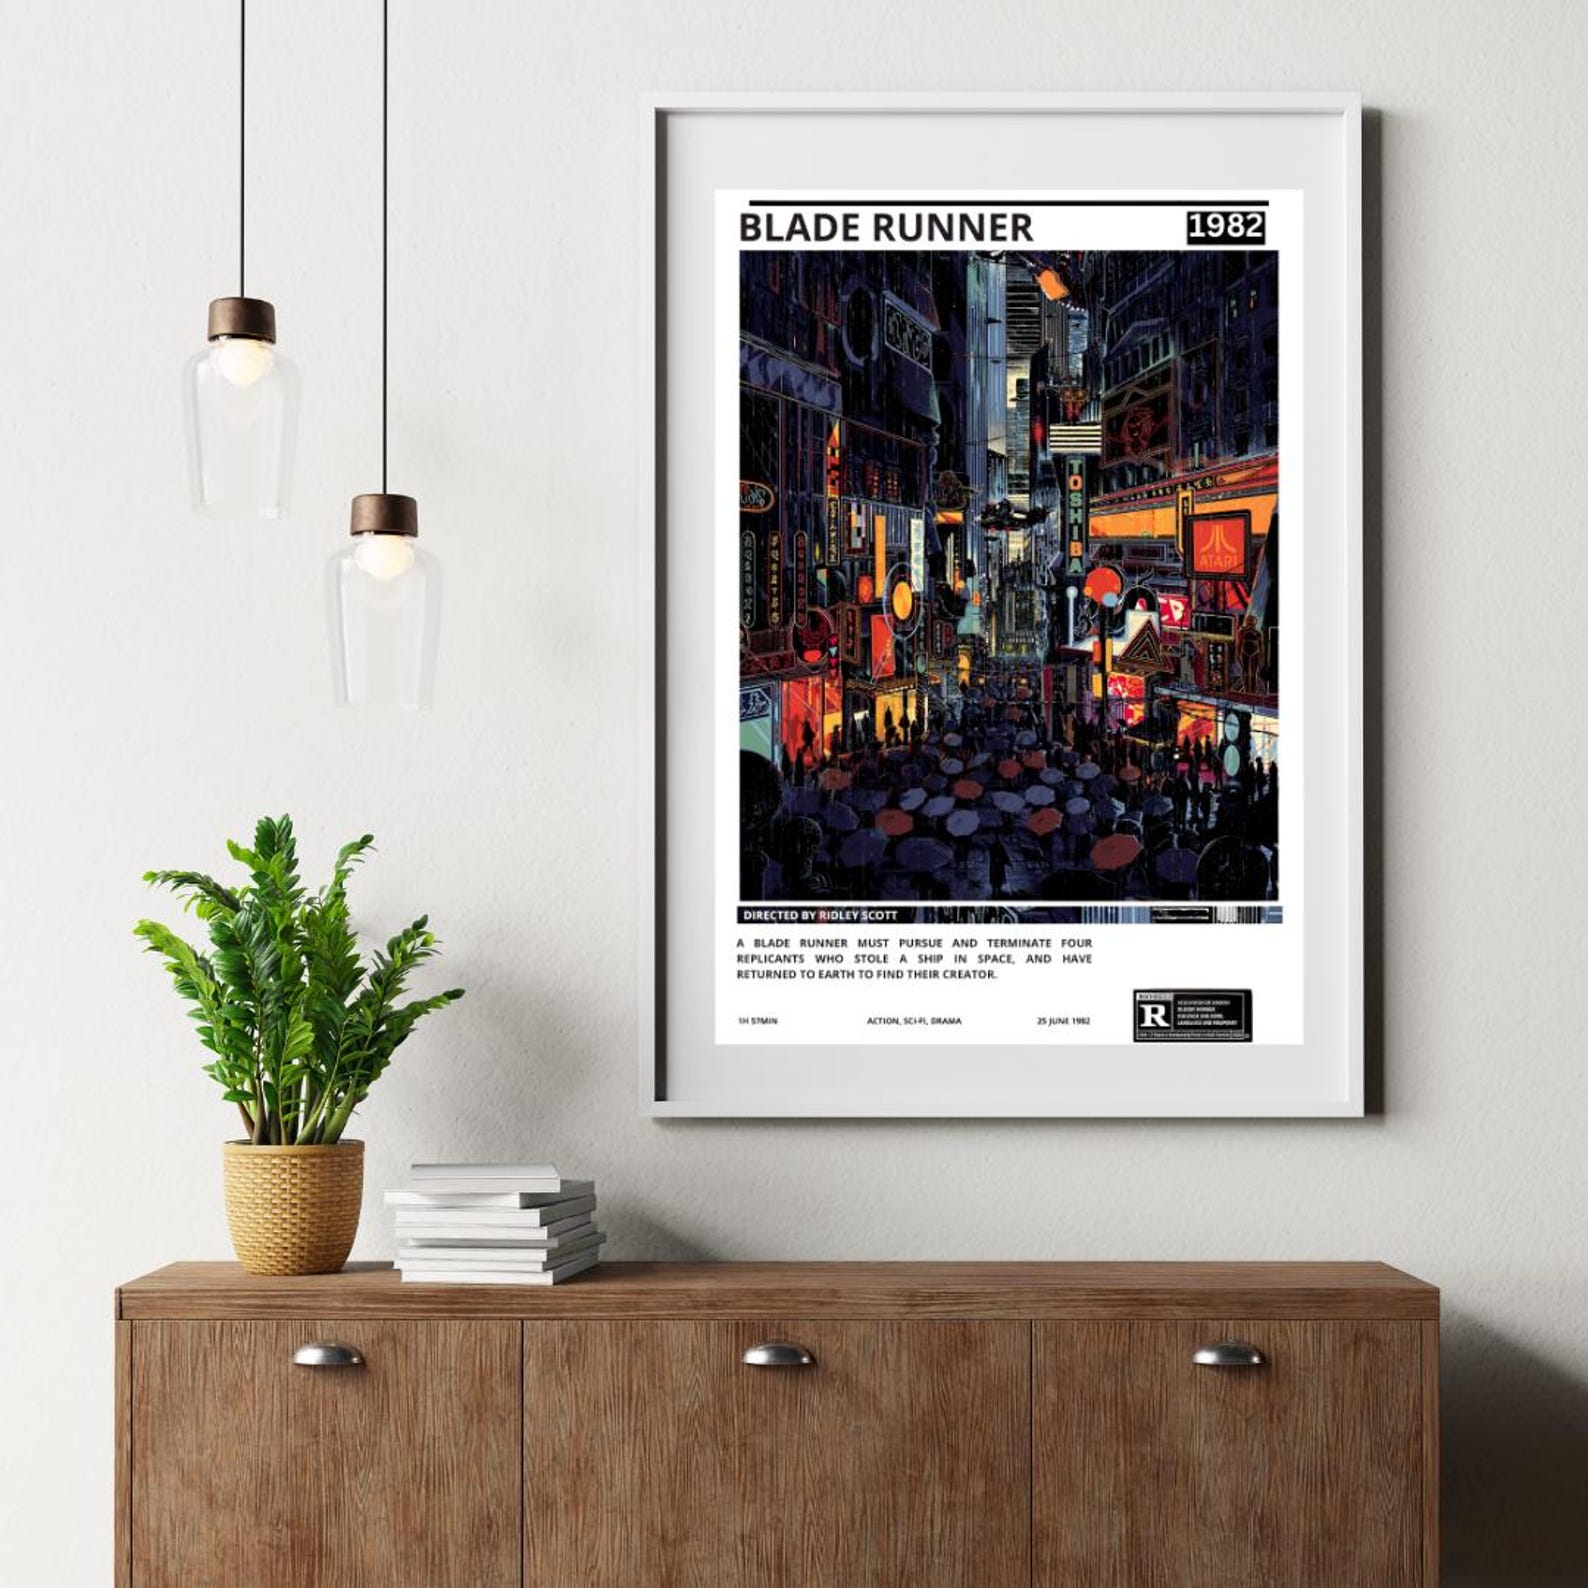 BLADE RUNNER
1982
TOSHIBA
ATARI
DIRECTED BY RIDLEY SCOTT
A BLADE RUNNER MUST PURSUE AND TERMINATE FOUR
REPLICANTS WHO STOLE A SHIP IN SPACE, AND HAVE
RETURNED TO EARTH TO FIND THEIR CREATOR.
1H 57MIN
ACTION, SCI-FI, DRAMA
25 JUNE 1982
R